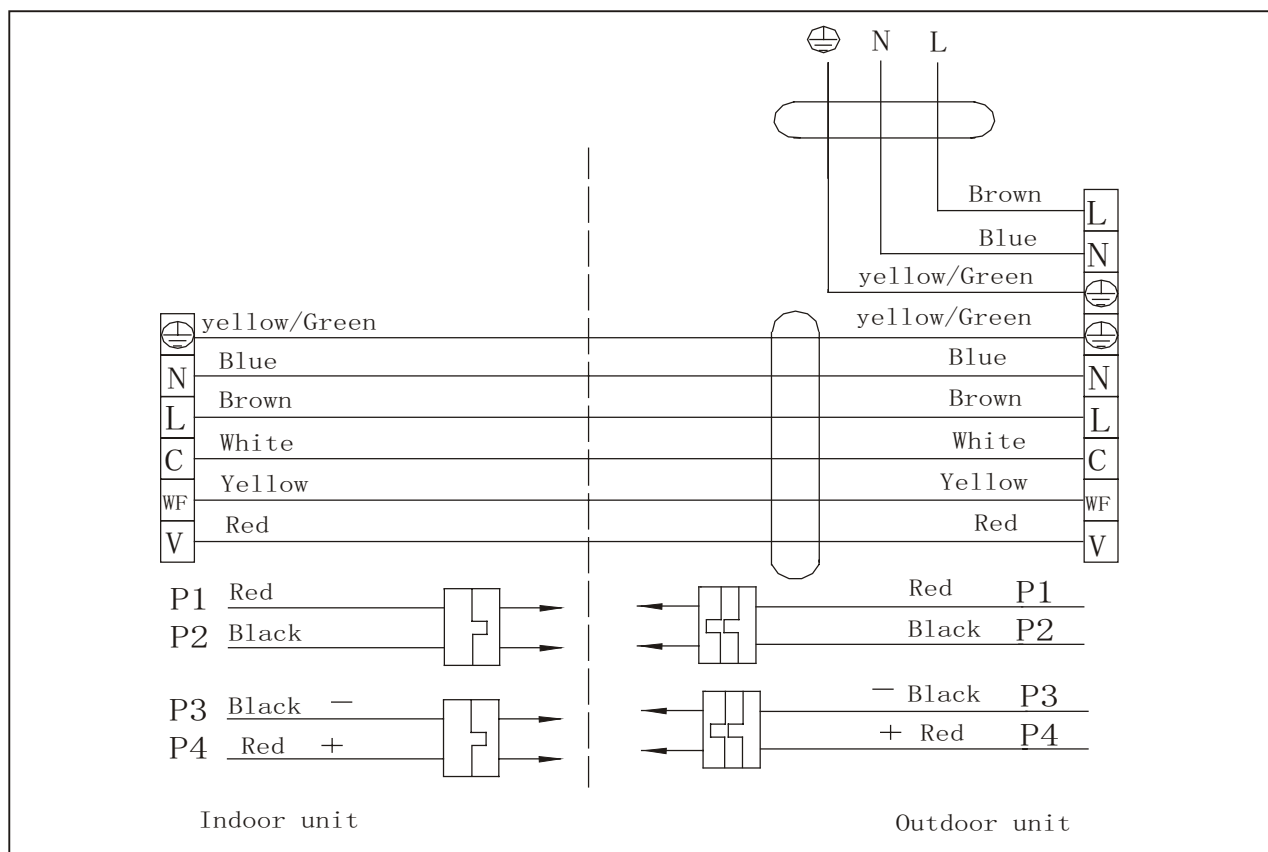 N L
Brown L
Blue N
yellow/Green
yellow/Green yellow/Green
N Blue Blue N
L Brown Brown L
C White White C
WF Yellow Yellow WF
V Red Red V
P1 Red Red P1
P2 Black Black P2
P3 Black - - Black P3
P4 Red + + Red P4
Indoor unit Outdoor unit